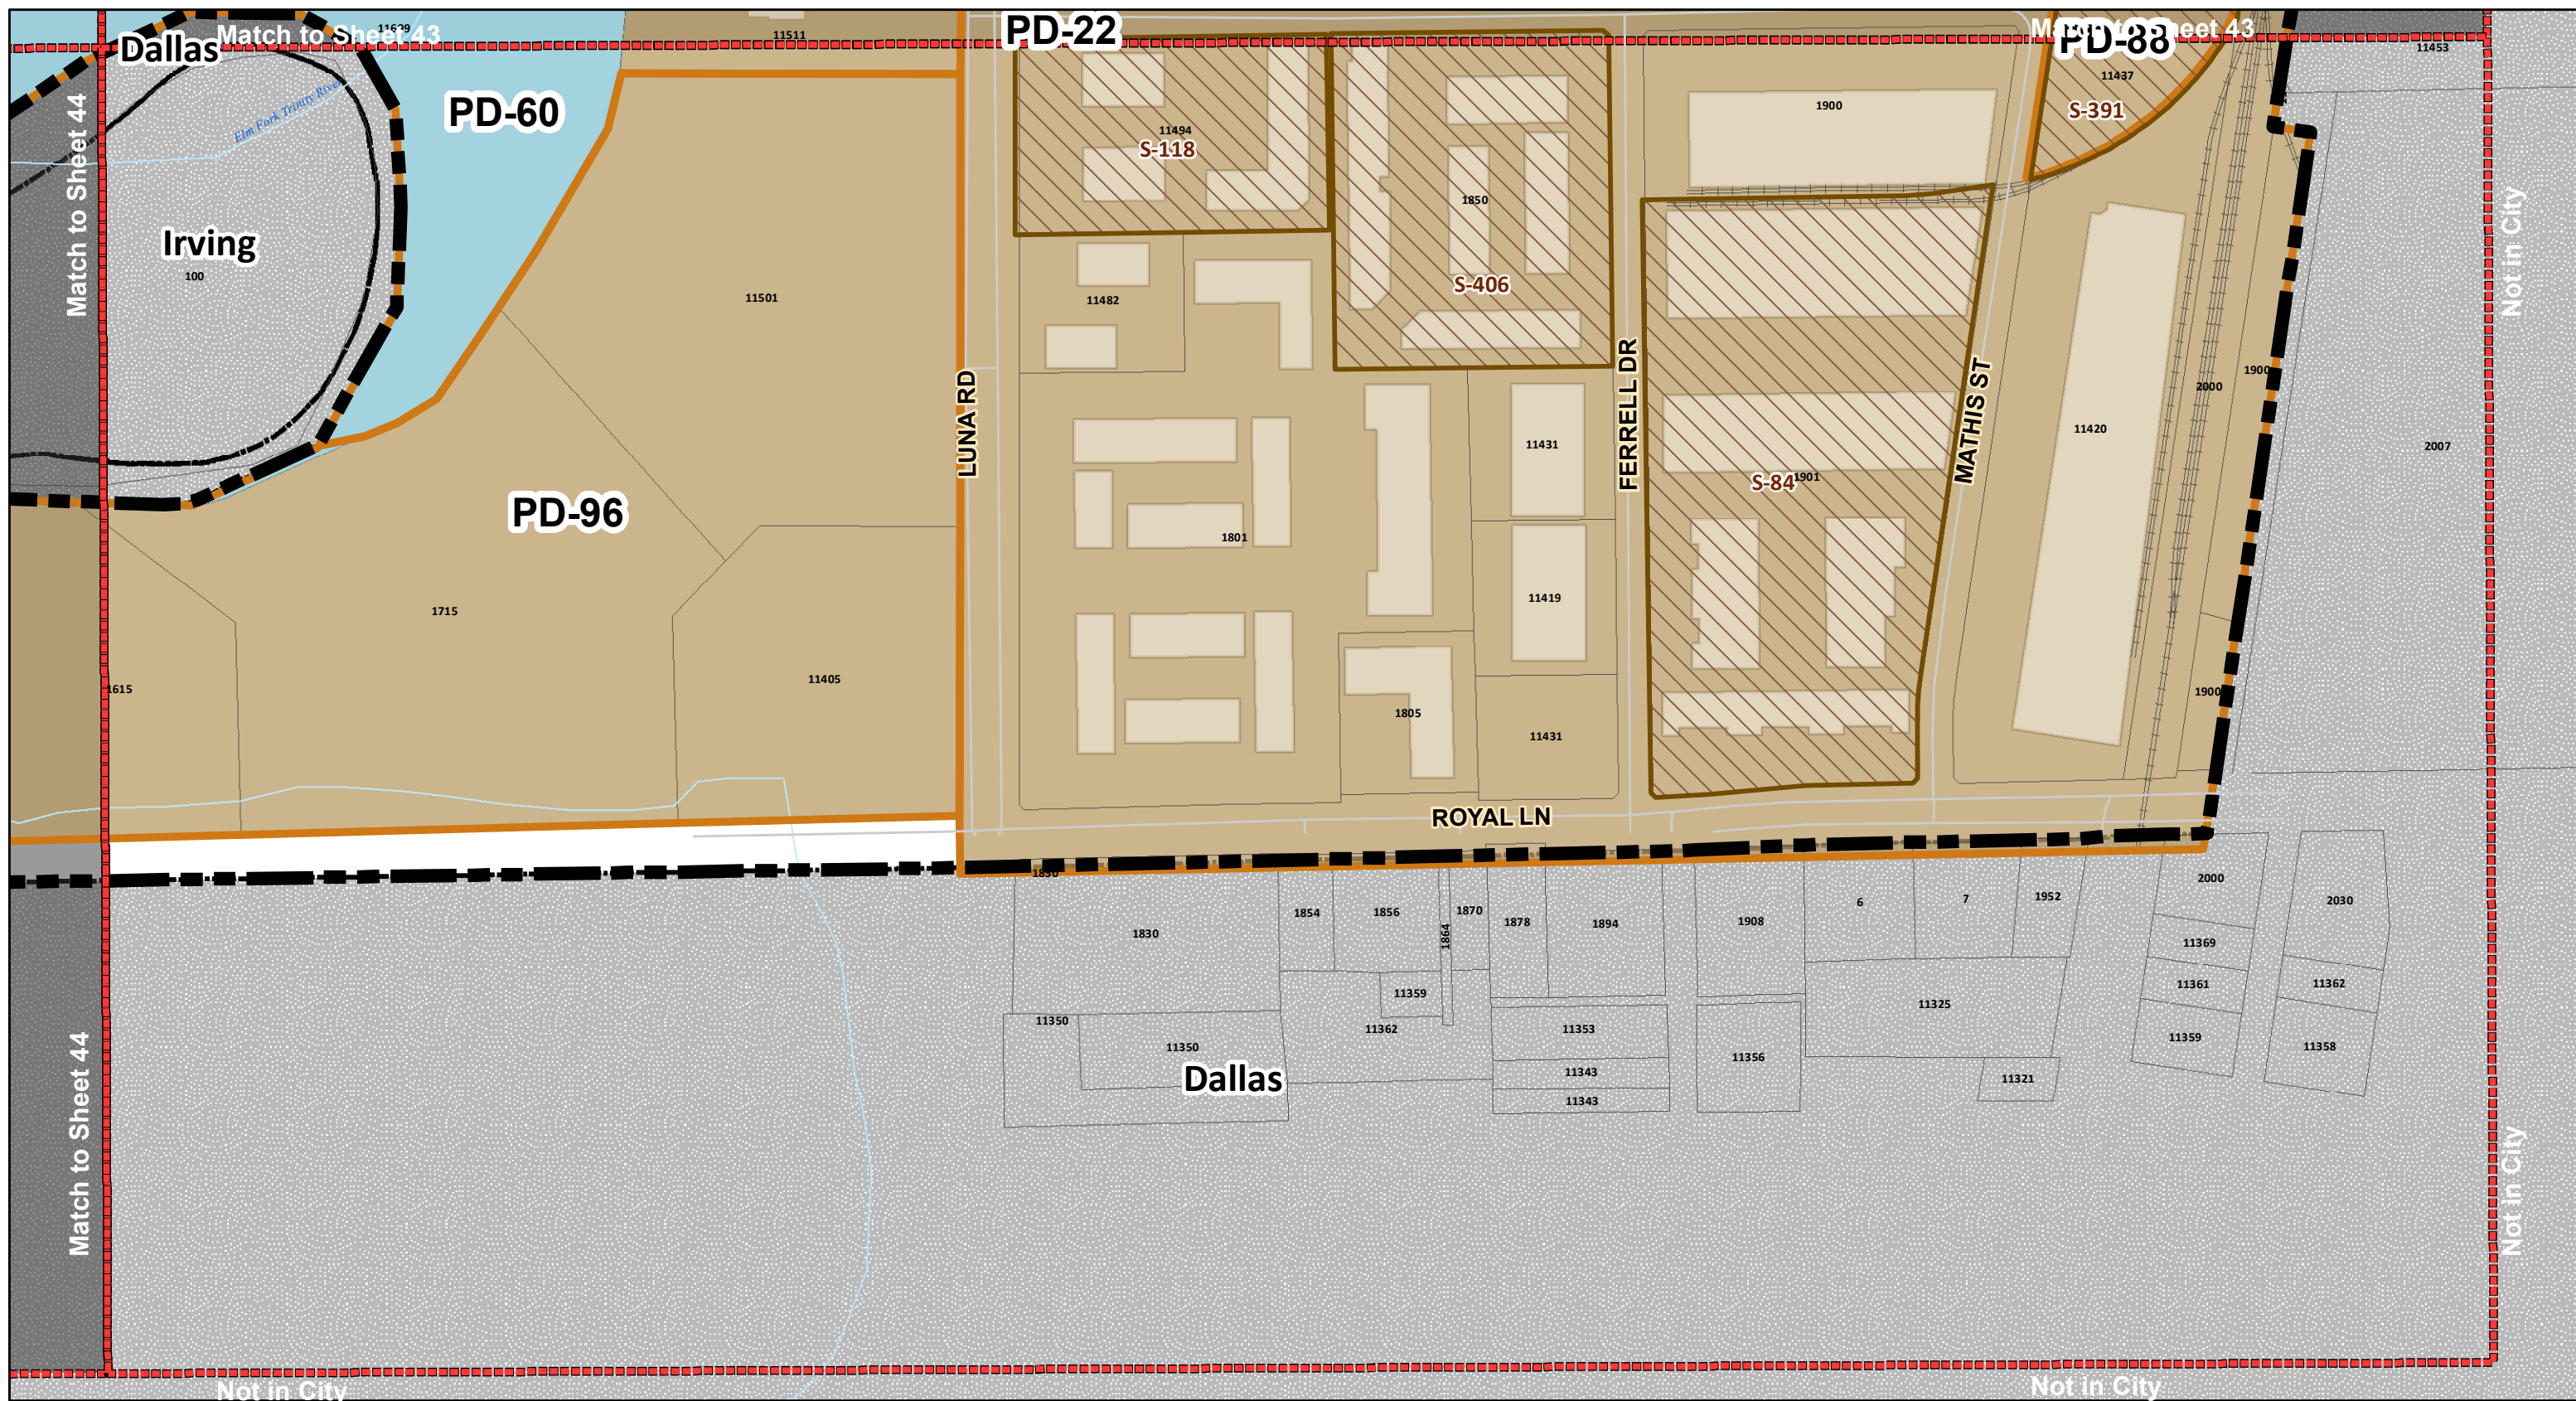 11629
Match to Sheet 43
Dallas
11511
PD-22
Match to Sheet 43
PD-88
11453
11437
S-391
Elm Fork Trinity River
PD-60
11494
S-118
1900
1850
S-406
Match to Sheet 44
Irving
100
11501
11482
Not in City
LUNA RD
FERRELL DR
MATHIS ST
2000
1900
11420
2007
11431
S-84
1901
PD-96
1801
1715
11419
11405
1615
1805
11431
1900
ROYAL LN
1830
1830
1854
1856
1864
1870
1878
1894
1908
6
7
1952
2000
2030
11369
11361
11362
11359
11358
11350
11350
11359
11362
11353
11343
11343
11356
11325
11321
Dallas
Match to Sheet 44
Not in City
Not in City
Not in City